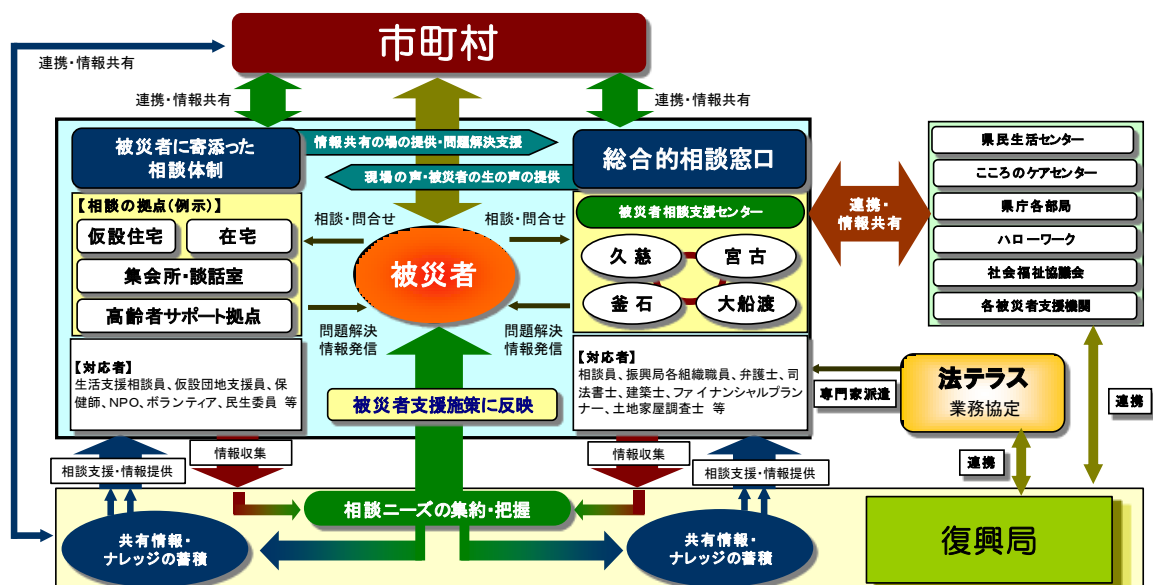 市町村
連携・情報共有
連携・情報共有
連携・情報共有
被災者に寄添った
相談体制
情報共有の場の提供・問題解決支援
現場の声・被災者の生の声の提供
総合的相談窓口
【相談の拠点（例示）】
仮設住宅
在宅
集会所・談話室
高齢者サポート拠点
相談・問合せ
相談・問合せ
被災者
問題解決
情報発信
問題解決
情報発信
被災者相談支援センター
久慈
宮古
釜石
大船渡
連携・
情報共有
県民生活センター
こころのケアセンター
県庁各部局
ハローワーク
社会福祉協議会
各被災者支援機関
【対応者】
生活支援相談員、仮設団地支援員、保
健師、NPO、ボランティア、民生委員 等
被災者支援施策に反映
【対応者】
相談員、振興局各組織職員、弁護士、司
法書士、建築士、ファイナンシャルプラン
ナー、土地家屋調査士 等
専門家派遣
法テラス
業務協定
連携
連携
相談支援・情報提供
情報収集
情報収集
相談支援・情報提供
相談ニーズの集約・把握
共有情報・
ナレッジの蓄積
共有情報・
ナレッジの蓄積
復興局